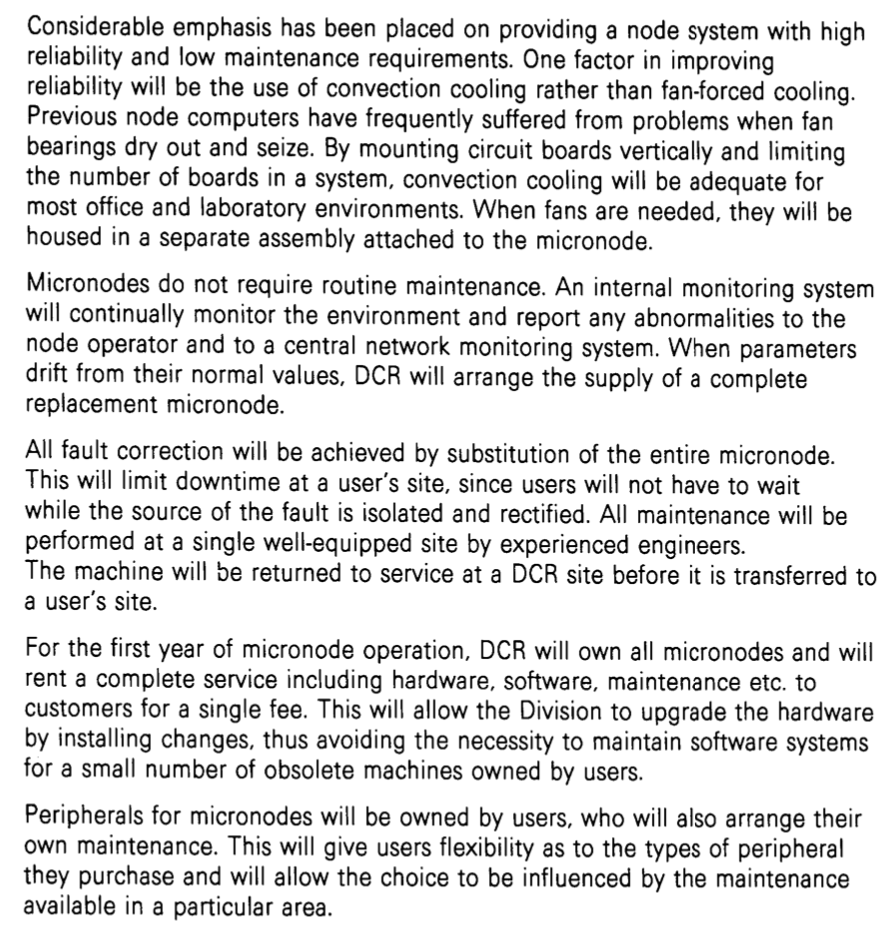 Considerable emphasis has been placed on providing a node system with high
reliability and low maintenance requirements. One factor in improving
reliability will be the use of convection cooling rather than fan-forced cooling.
Previous node computers have frequently suffered from problems when fan
bearings dry out and seize. By mounting circuit boards vertically and limiting
the number of boards in a system, convection cooling will be adequate for
most office and laboratory environments. When fans are needed, they will be
housed in a separate assembly attached to the micronode.
Micronodes do not require routine maintenance. An internal monitoring system
will continually monitor the environment and report any abnormalities to the
node operator and to a central network monitoring system. When parameters
drift from their normal values, DCR will arrange the supply of a complete
replacement micronode.
All fault correction will be achieved by substitution of the entire micronode.
This will limit downtime at a user's site, since users will not have to wait
while the source of the fault is isolated and rectified. All maintenance will be
performed at a single well-equipped site by experienced engineers.
The machine will be returned to service at a DCR site before it is transferred to
a user's site.
For the first year of micronode operation, DCR will own all micronodes and will
rent a complete service including hardware, software, maintenance etc. to
customers for a single fee. This will allow the Division to upgrade the hardware
by installing changes, thus avoiding the necessity to maintain software systems
for a small number of obsolete machines owned by users.
Peripherals for micronodes will be owned by users, who will also arrange their
own maintenance. This will give users flexibility as to the types of peripheral
they purchase and will allow the choice to be influenced by the maintenance
available in a particular area.